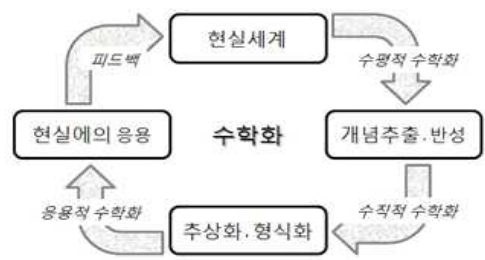 현실세계
피드백
수평적 수학화
현실에의 응용
수학화
개념추출.반성
응용적 수학화
수직적 수학화
추상화.형식화